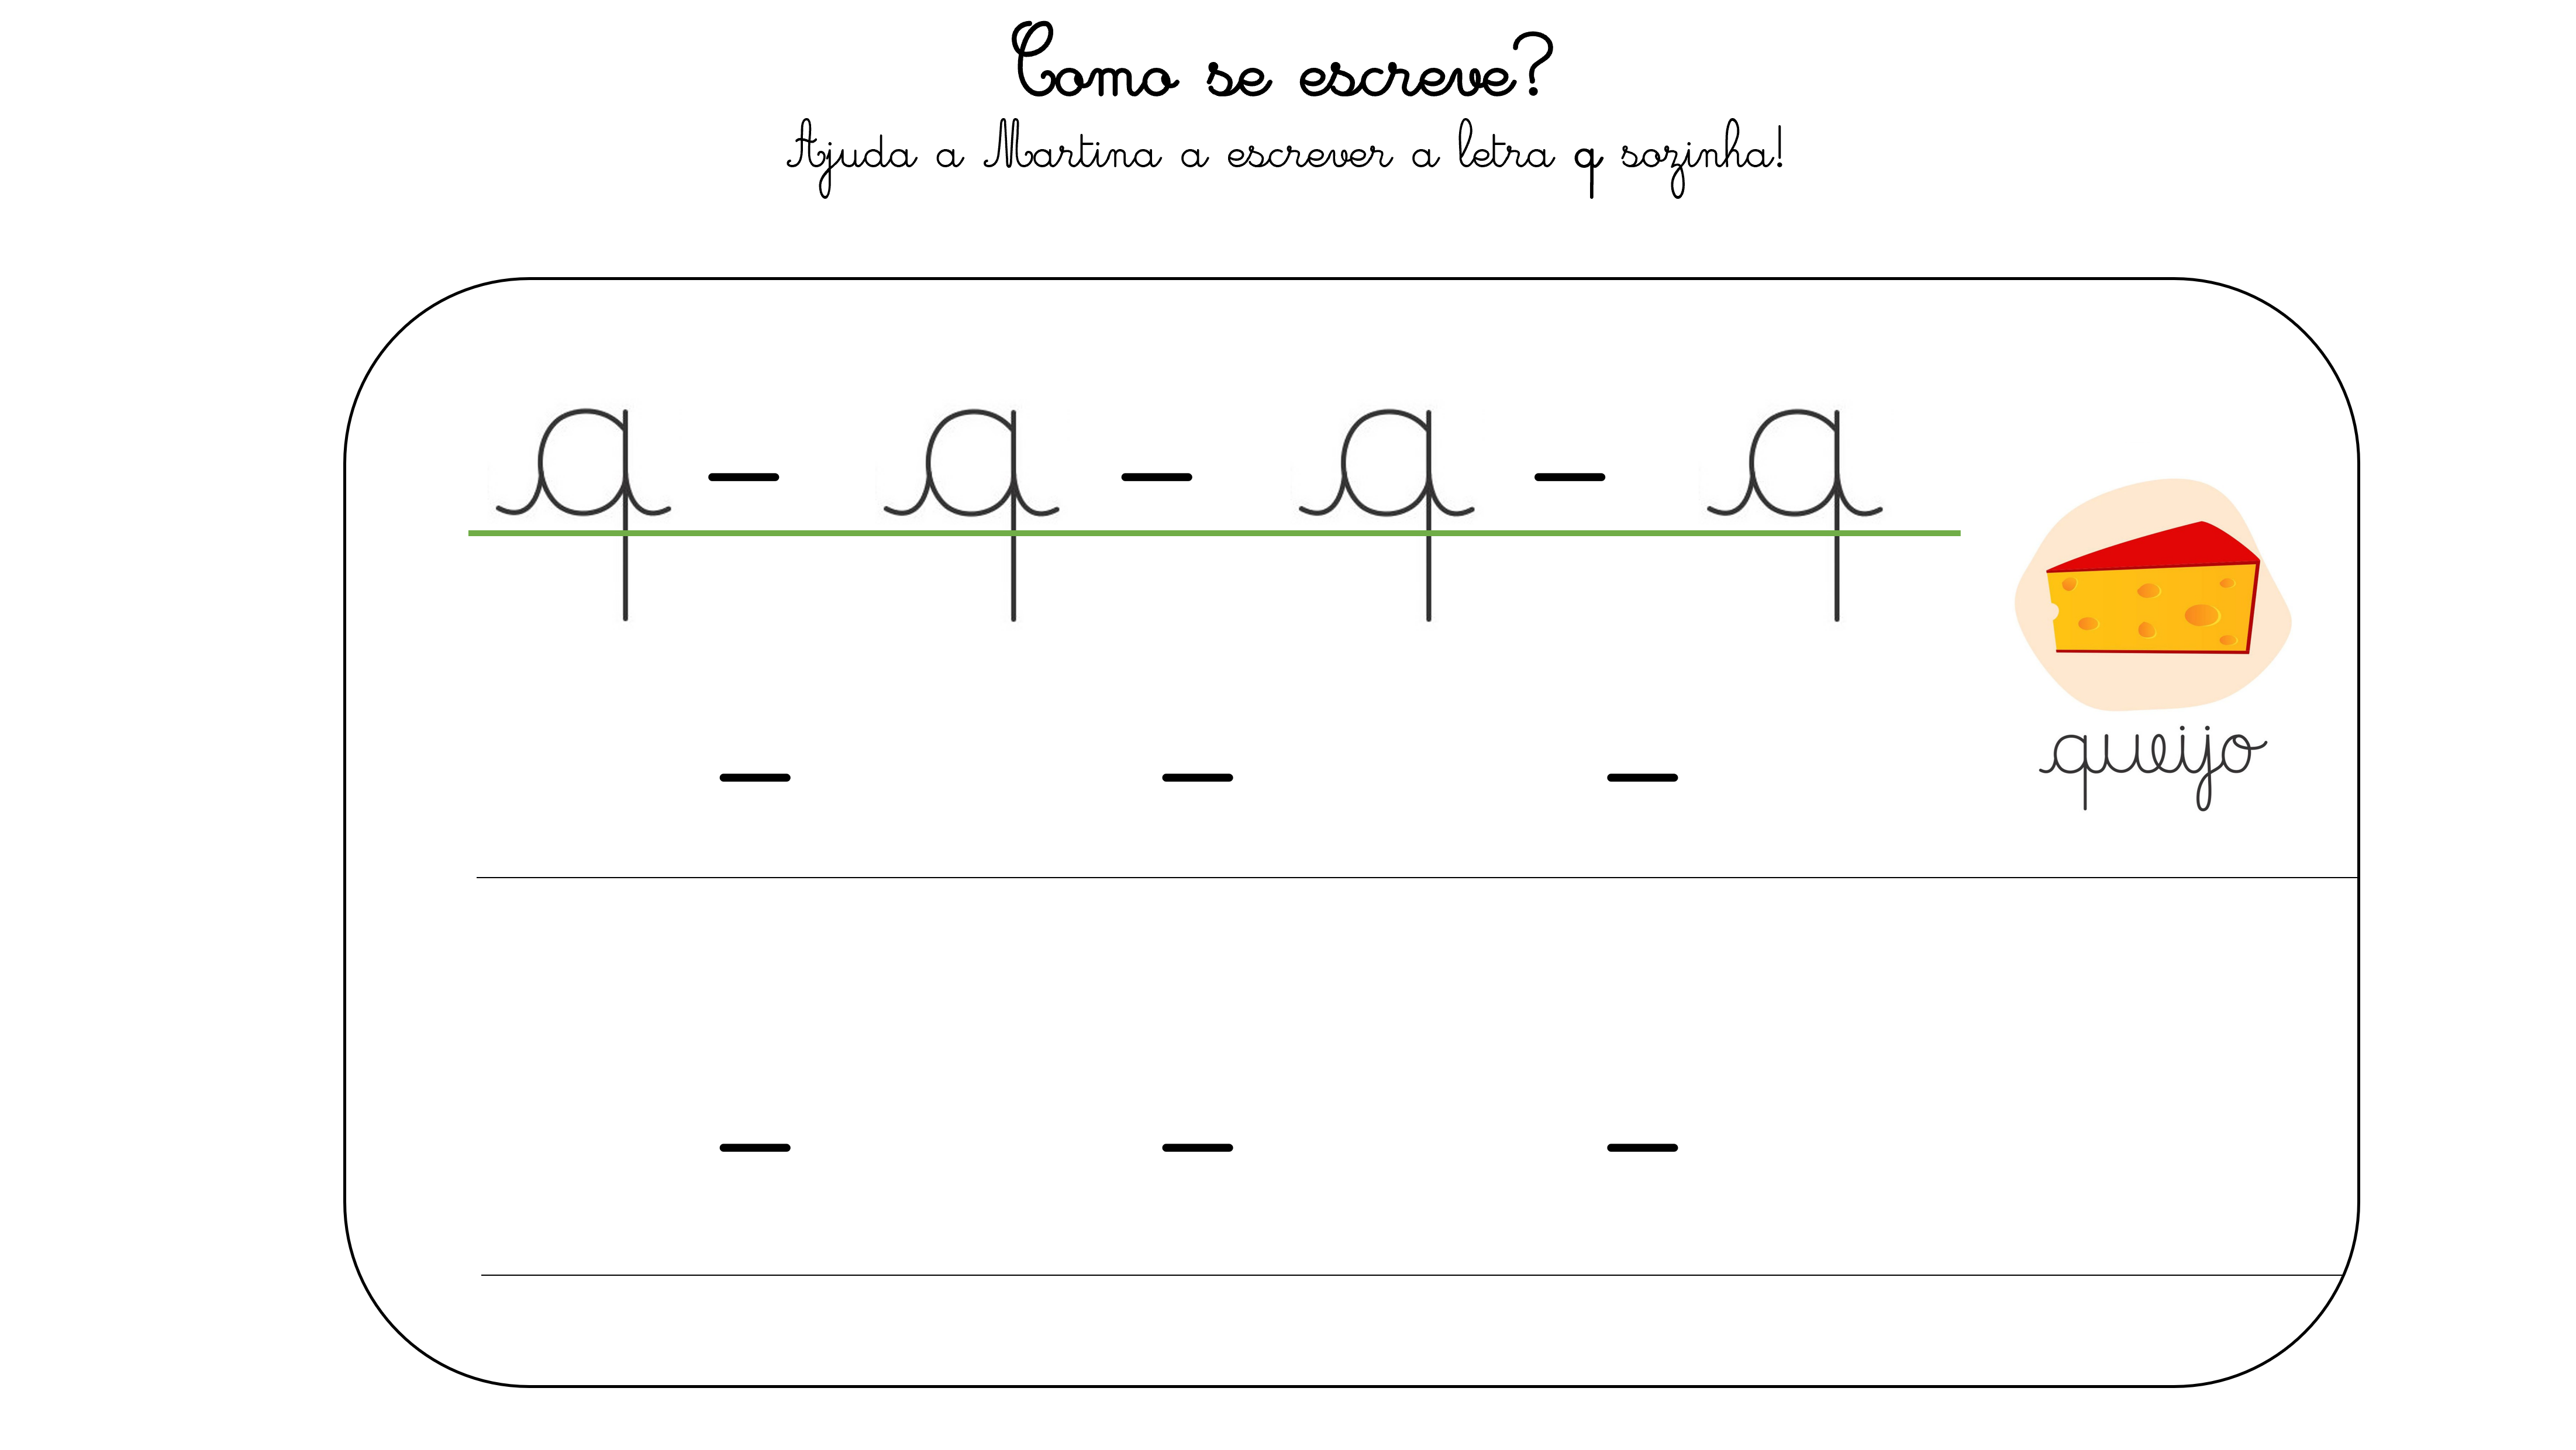 Como se escreve?
Ajuda a Martina a escrever a letra q sozinha!
q - q - q - q
- - -
queijo
- - -